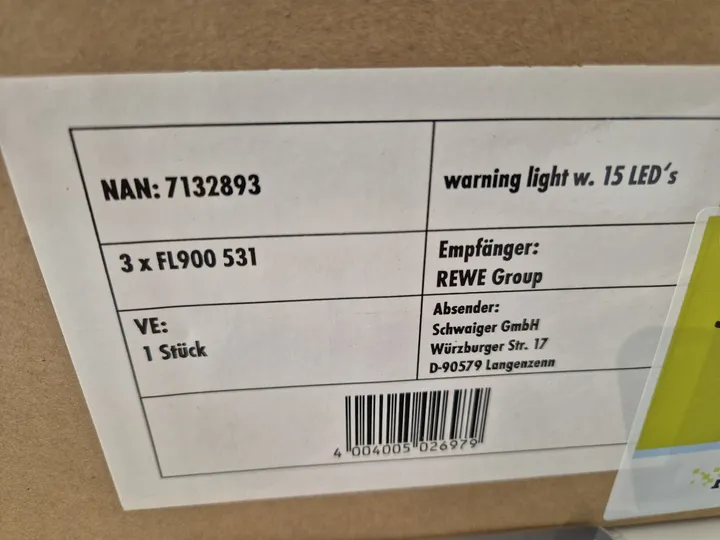 NAN: 7132893
warning light w. 15 LED's
3 x FL900 531
Empfänger:
REWE Group
VE:
1 Stück
Absender:
Schwaiger GmbH
Würzburger Str. 17
D-90579 Langenzenn
4 004005 026979